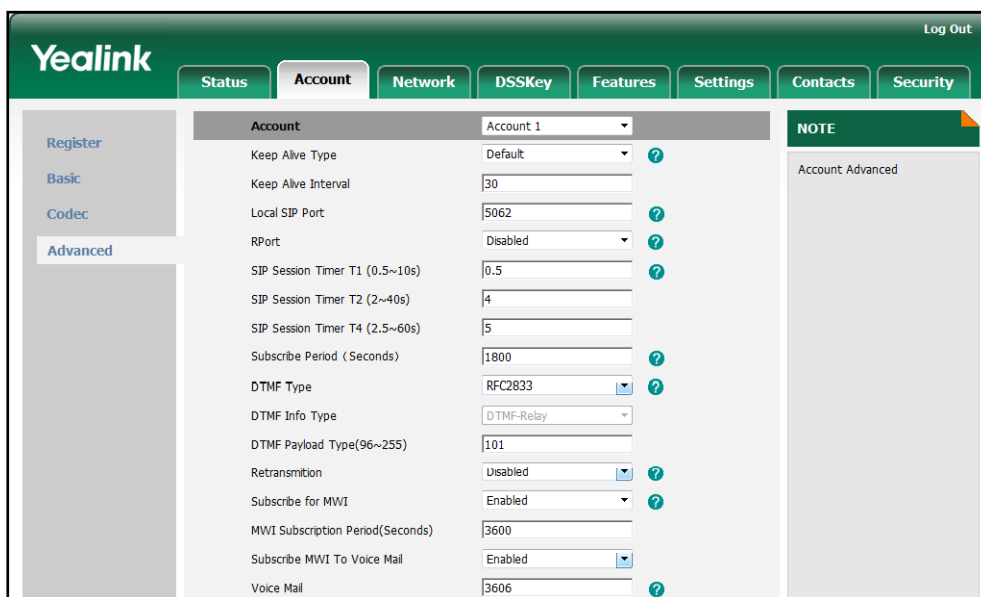 Log Out
Yealink
Status Account Network DSSKey Features Settings Contacts Security
Register
Basic
Codec
Advanced
Account Account 1
Keep Alive Type Default ?
Keep Alive Interval 30
Local SIP Port 5062 ?
RPort Disabled ?
SIP Session Timer T1 (0.5~10s) 0.5 ?
SIP Session Timer T2 (2~40s) 4
SIP Session Timer T4 (2.5~60s) 5
Subscribe Period (Seconds) 1800 ?
DTMF Type RFC2833 ?
DTMF Info Type DTMF-Relay
DTMF Payload Type(96~255) 101
Retransmition Disabled ?
Subscribe for MWI Enabled ?
MWI Subscription Period(Seconds) 3600
Subscribe MWI To Voice Mail Enabled
Voice Mail 3606 ?
NOTE
Account Advanced